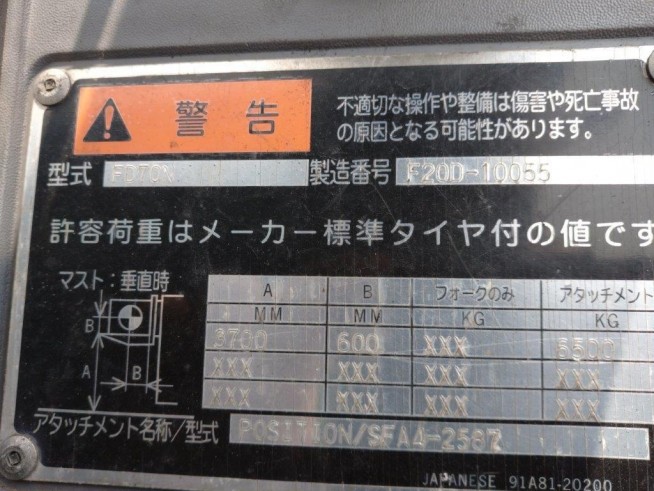 警告
不適切な操作や整備は傷害や死亡事故
の原因となる可能性があります。
型式 FD70N 製造番号 F20D-10055
許容荷重はメーカー標準タイヤ付の値です
マスト:垂直時
A B フォークのみ アタッチメント
MM MM KG KG
3700 600 XXX 5500
XXX XXX XXX XXX
XXX XXX XXX XXX
B
A B
アタッチメント名称/型式 POSITION/SFA4-2567
JAPANESE 91A81-20200